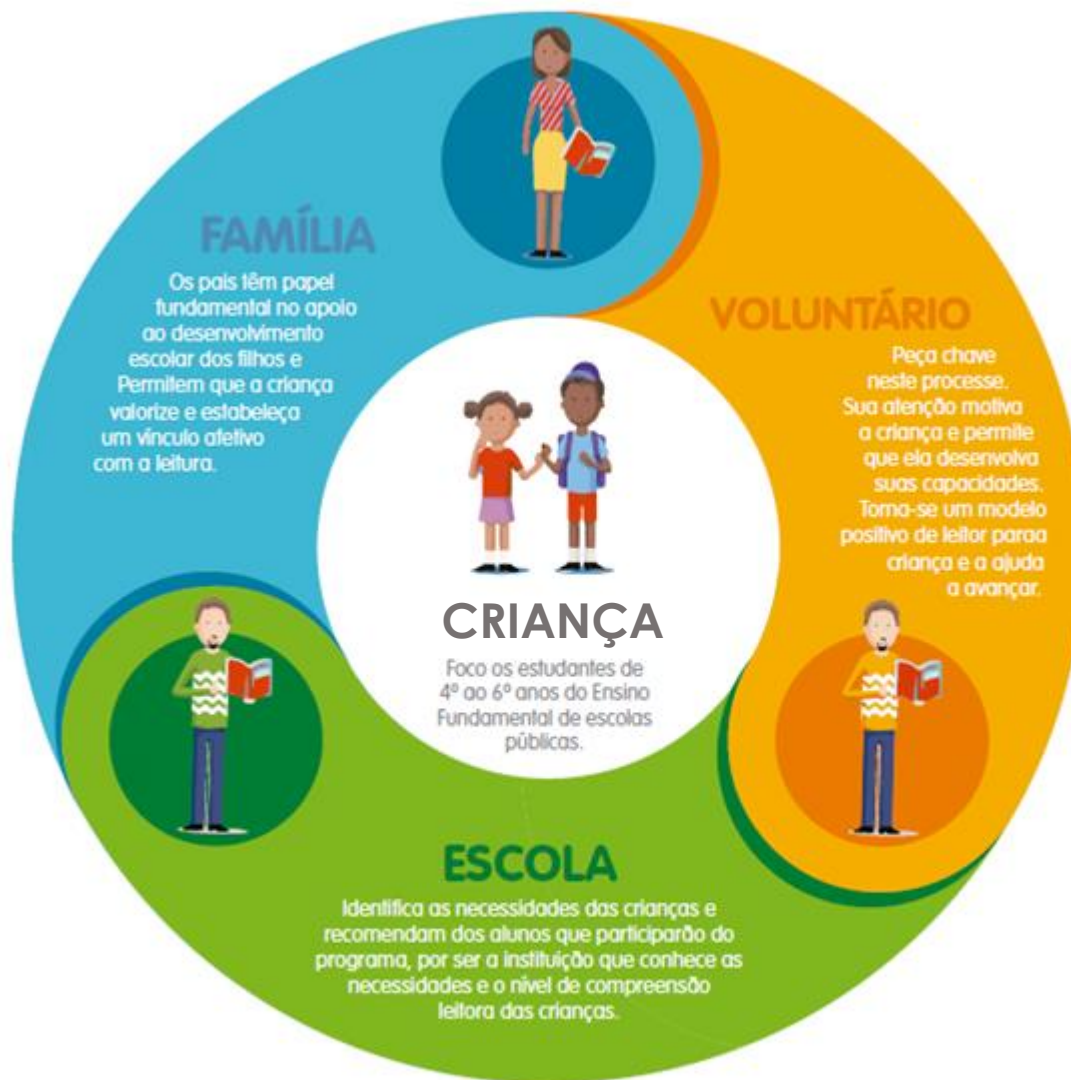 FAMÍLIA
Os pais têm papel
fundamental no apoio
ao desenvolvimento
escolar dos filhos e
Permitem que a criança
valorize e estabeleça
um vínculo afetivo
com a leitura.
VOLUNTÁRIO
Peça chave
neste processe.
Sua atenção motiva
a criança e permite
que ela desenvolva
suas capacidades.
Torna-se um modelo
positivo de leitor paraa
criança e a ajuda
a avançar.
CRIANÇA
Foco os estudantes de
4º ao 6º anos do Ensino
Fundamental de escolas
públicas.
ESCOLA
Identifica as necessidades das crianças e
recomendam dos alunos que participarão do
programa, por ser a instituição que conhece as
necessidades e o nível de compreensão
leitora das crianças.